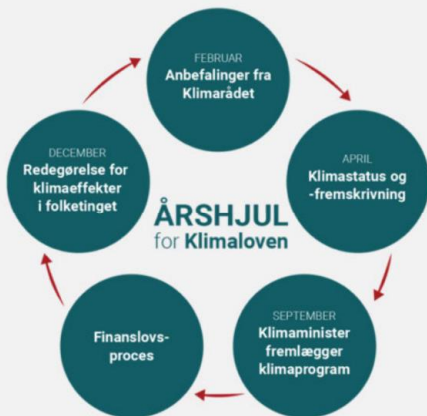 FEBRUAR
Anbefalinger fra
Klimarådet
APRIL
Klimastatus og
-fremskrivning
SEPTEMBER
Klimaminister
fremlægger
klimaprogram
Finanslovs-
proces
DECEMBER
Redegørelse for
klimaeffekter
i folketinget
ÅRSHJUL
for Klimaloven